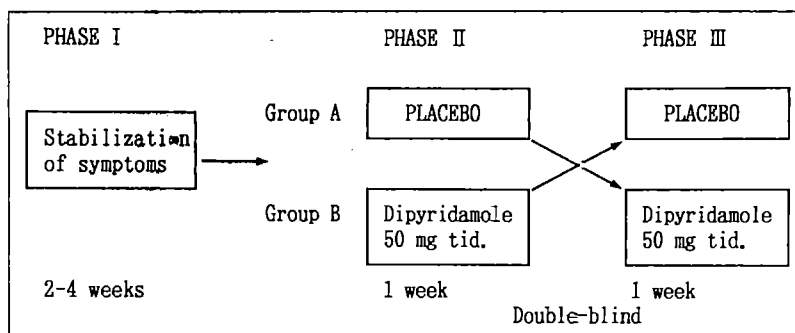 PHASE I PHASE II PHASE III
Group A PLACEBO PLACEBO
Stabilization
of symptoms
Group B Dipyridamole Dipyridamole
50 mg tid. 50 mg tid.
2-4 weeks 1 week 1 week
Double-blind